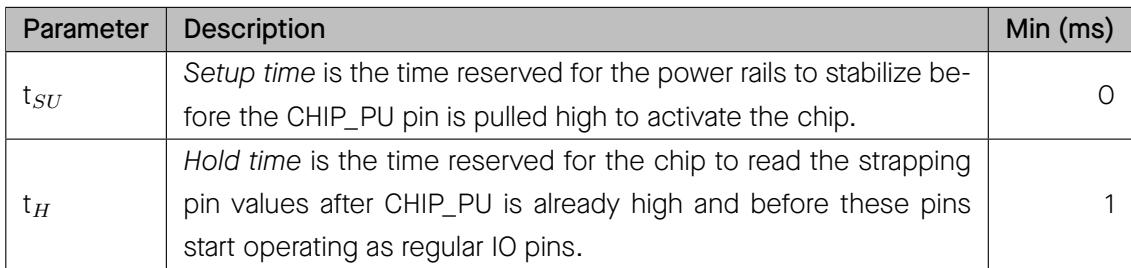 Parameter Description Min (ms)
Setup time is the time reserved for the power rails to stabilize be-
t_SU 0
fore the CHIP_PU pin is pulled high to activate the chip.
Hold time is the time reserved for the chip to read the strapping
t_H pin values after CHIP_PU is already high and before these pins 1
start operating as regular IO pins.